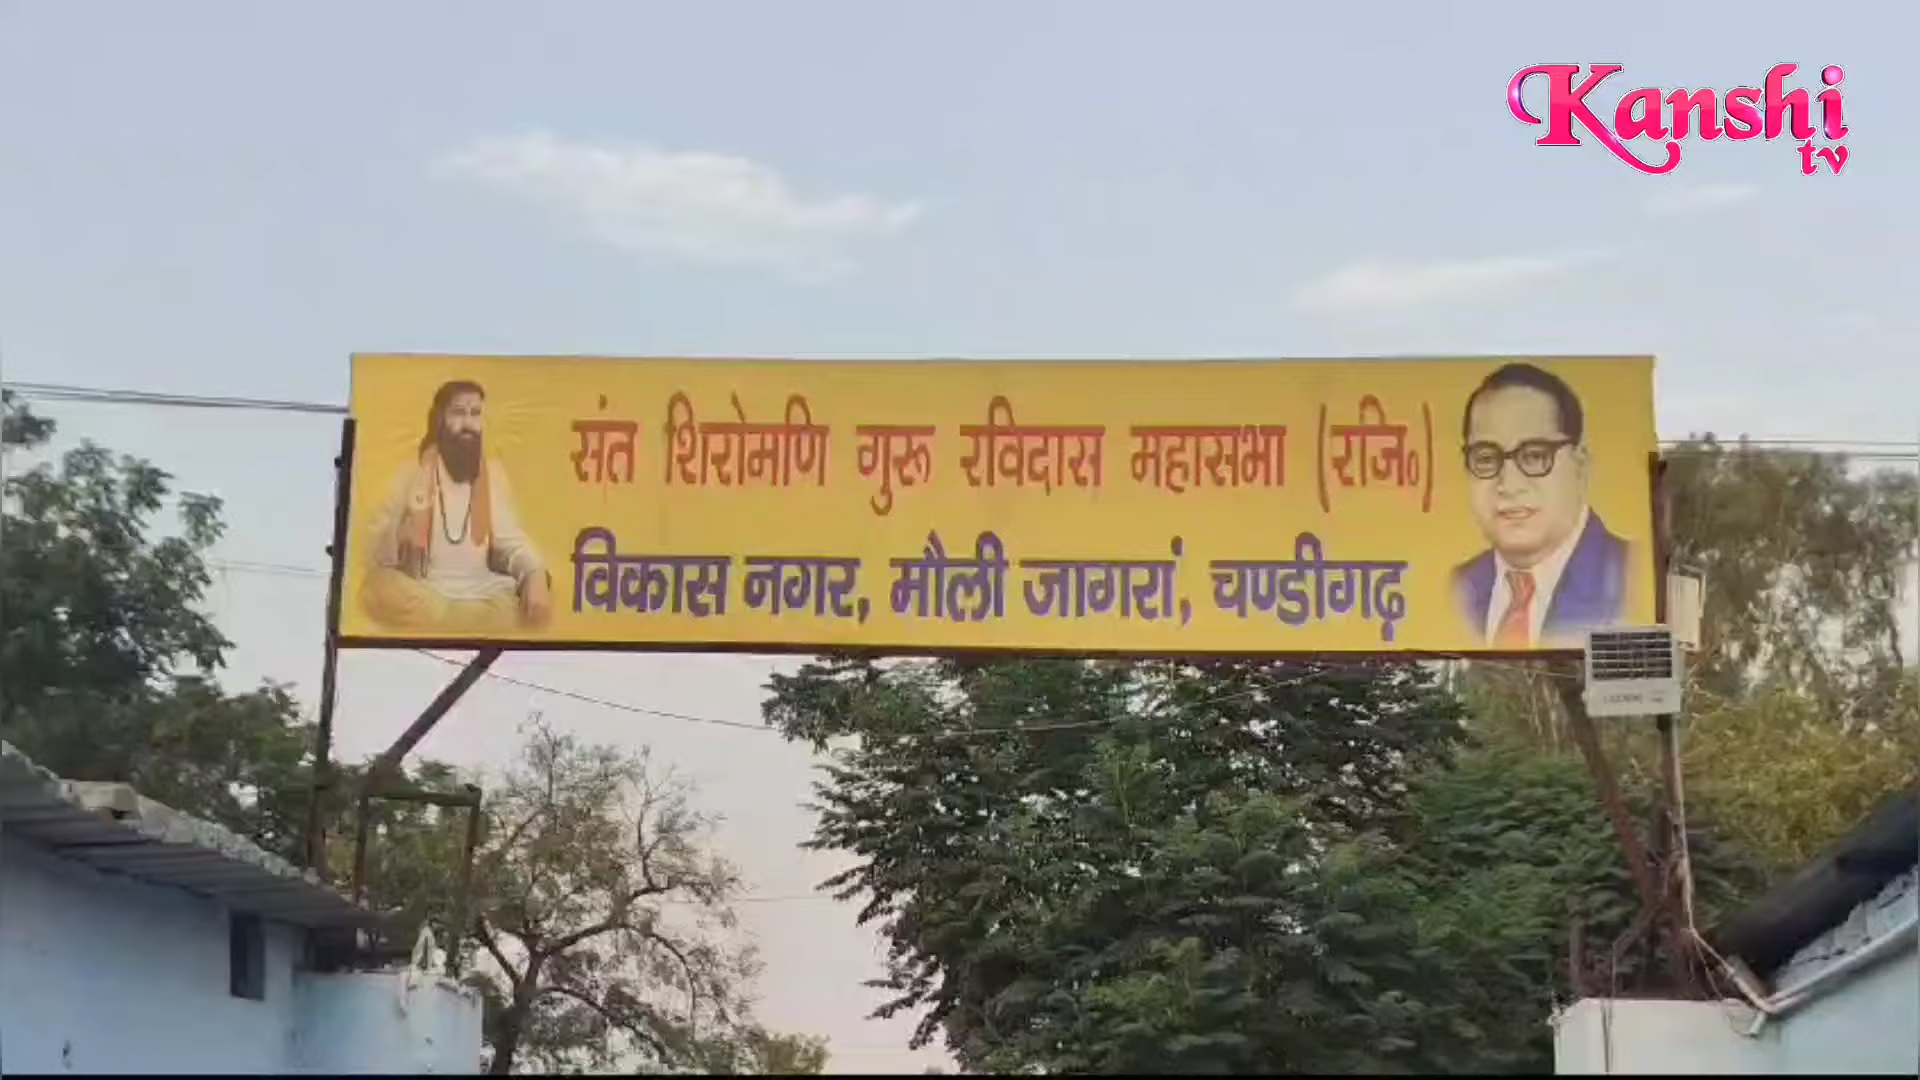 Kanshi
tv
संत शिरोमणि गुरू रविदास महासभा (रजि०)
विकास नगर, मौली जागरां, चण्डीगढ़